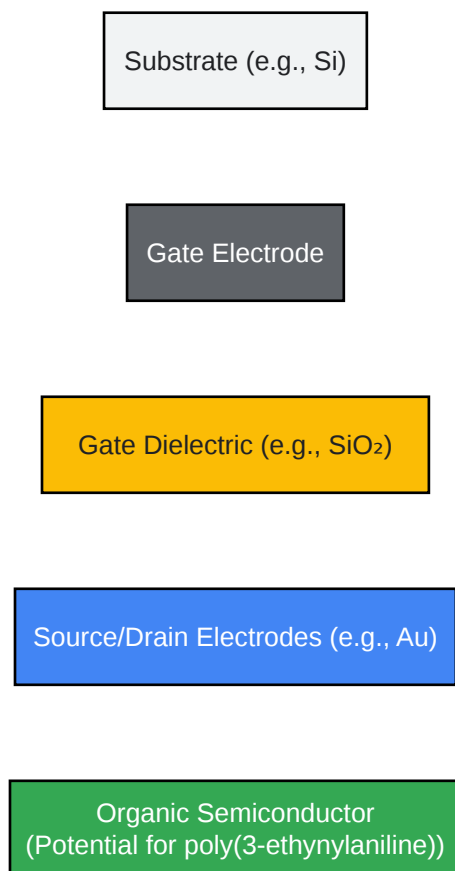 Substrate (e.g., Si)
Gate Electrode
Gate Dielectric (e.g., SiO₂)
Source/Drain Electrodes (e.g., Au)
Organic Semiconductor
(Potential for poly(3-ethynylaniline))